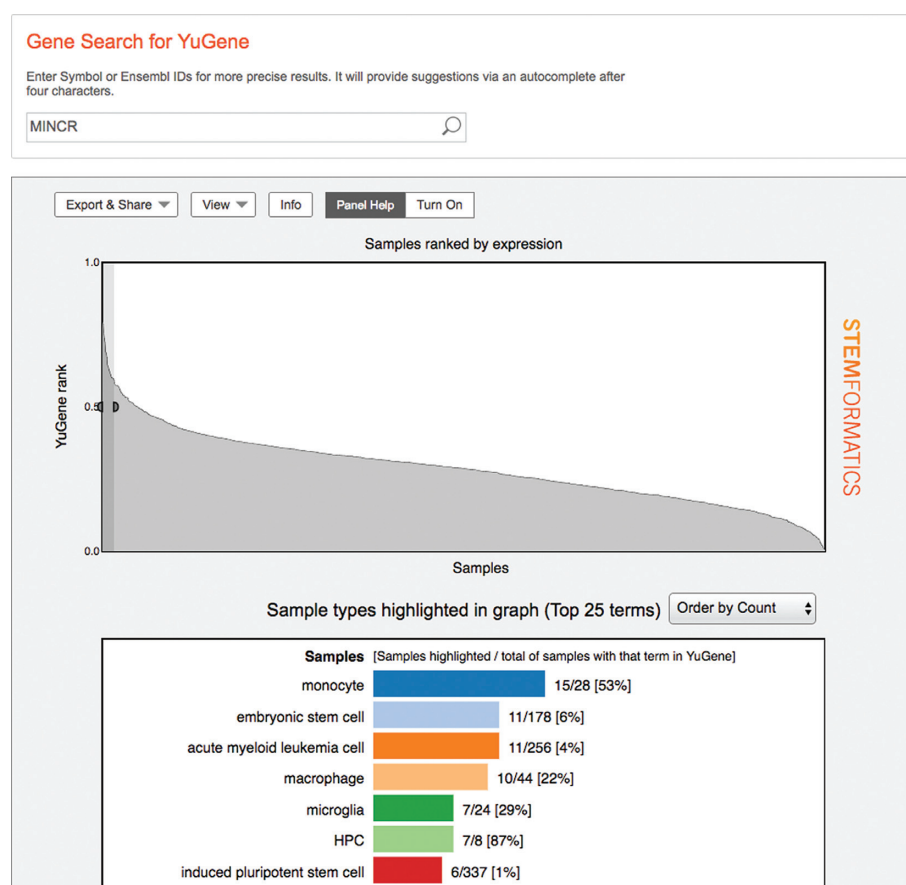 Gene Search for YuGene
Enter Symbol or Ensembl IDs for more precise results. It will provide suggestions via an autocomplete after
four characters.
MINCR
Export & Share
View
Info
Panel Help
Turn On
Samples ranked by expression
1.0
0.5
0.0
YuGene rank
Samples
STEMFORMATICS
Sample types highlighted in graph (Top 25 terms)
Order by Count
Samples [Samples highlighted / total of samples with that term in YuGene]
monocyte 15/28 [53%]
embryonic stem cell 11/178 [6%]
acute myeloid leukemia cell 11/256 [4%]
macrophage 10/44 [22%]
microglia 7/24 [29%]
HPC 7/8 [87%]
induced pluripotent stem cell 6/337 [1%]